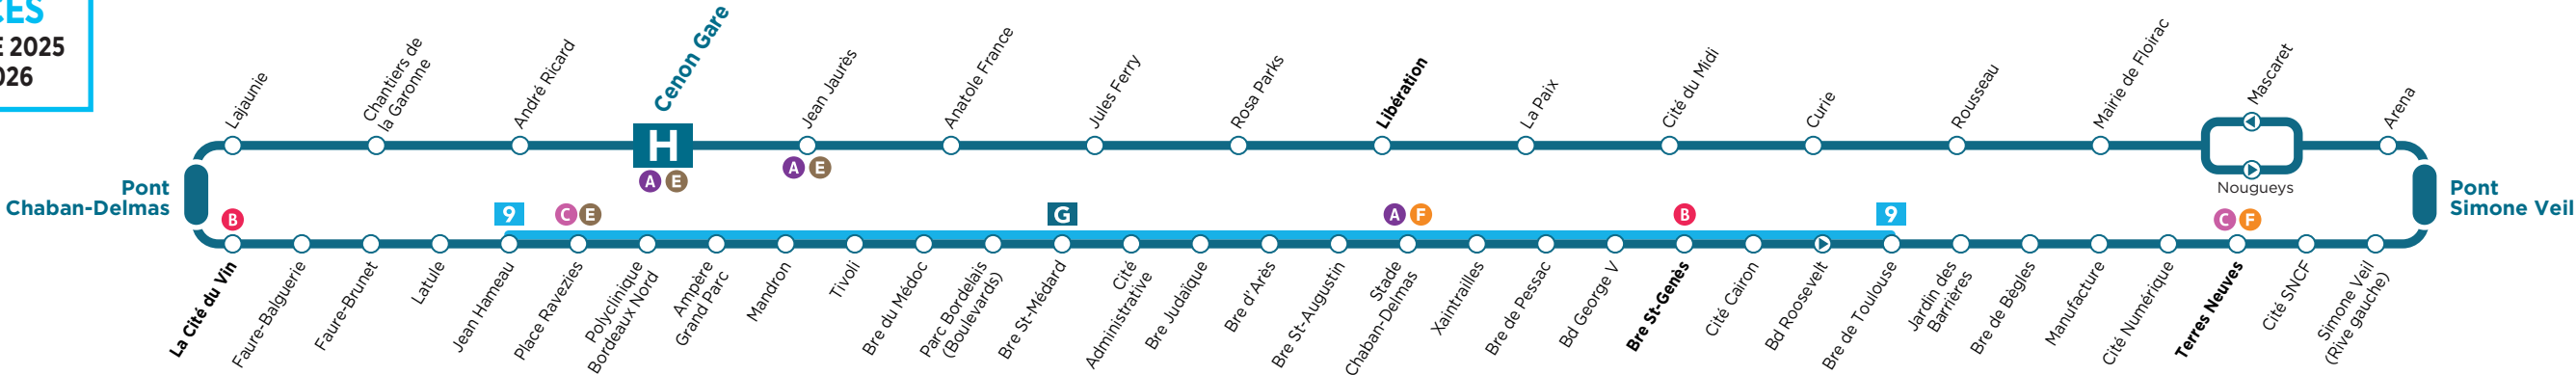 2025
Lajaunie
Chantiers de
la Garonne
André Ricard
Cenon Gare
Jean Jaurès
Anatole France
Jules Ferry
Rosa Parks
Libération
La Paix
Cité du Midi
Curie
Rousseau
Mairie de Floirac
Mascaret
Arena
H
A E
A E
Nougueys
Pont
Chaban-Delmas
Pont
Simone Veil
B
9
C E
G
A F
B
9
C F
La Cité du Vin
Faure-Balguerie
Faure-Brunet
Latule
Jean Hameau
Place Ravezies
Polyclinique
Bordeaux Nord
Ampère
Grand Parc
Mandron
Tivoli
Bre du Médoc
Parc Bordelais
(Boulevards)
Bre St-Médard
Cité
Administrative
Bre Judaïque
Bre d'Arès
Bre St-Augustin
Stade
Chaban-Delmas
Xaintrailles
Bre de Pessac
Bd George V
Bre St-Genès
Cité Cairon
Bd Roosevelt
Bre de Toulouse
Jardin des
Barrières
Bre de Bègles
Manufacture
Cité Numérique
Terres Neuves
Cité SNCF
Simone Veil
(Rive gauche)